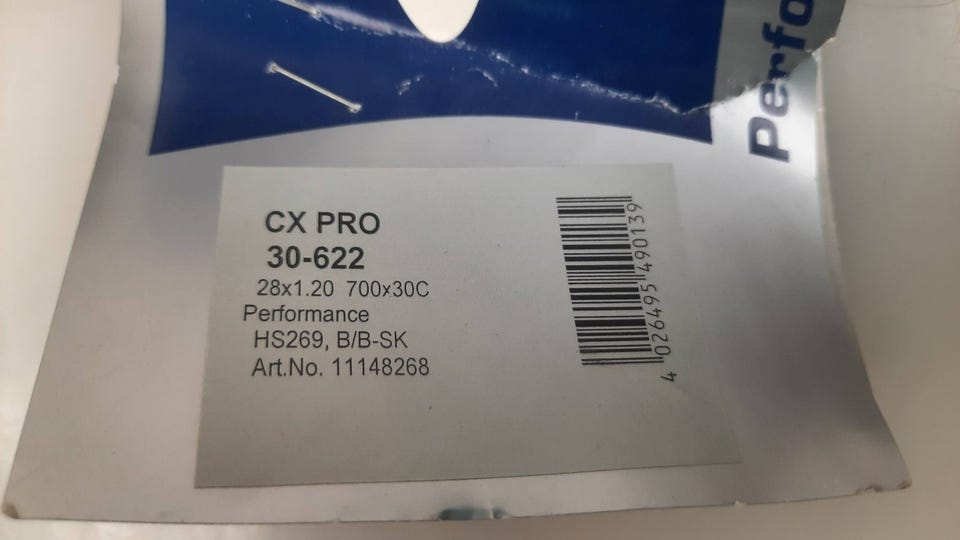 Perfo
CX PRO
30-622
28x1.20 700x30C
Performance
HS269, B/B-SK
Art.No. 11148268
4 026495 490139